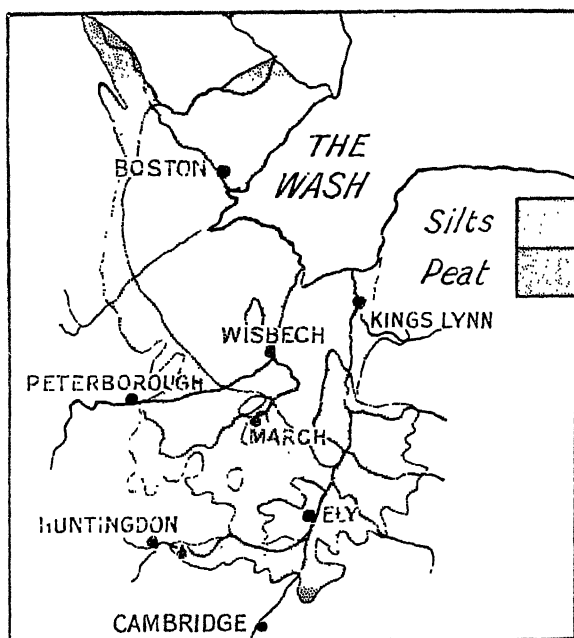 THE
WASH
BOSTON
Silts
Peat
KINGS LYNN
WISBECH
PETERBOROUGH
MARCH
ELY
HUNTINGDON
CAMBRIDGE